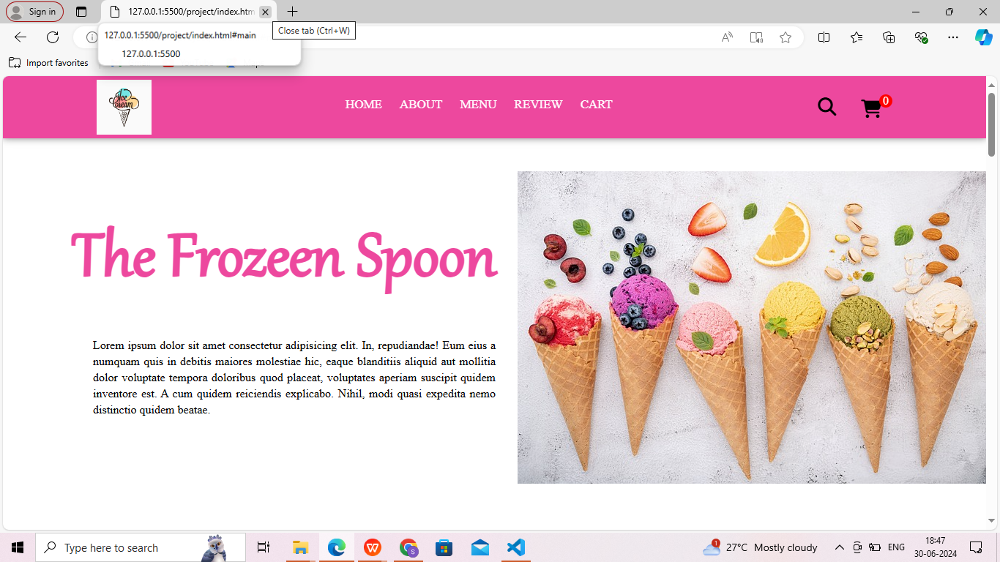 Sign in
127.0.0.1:5500/project/index.htm
Close tab (Ctrl+W)
127.0.0.1:5500/project/index.html#main
127.0.0.1:5500
Import favorites
Ice
Cream
HOME ABOUT MENU REVIEW CART
0
The Frozeen Spoon
Lorem ipsum dolor sit amet consectetur adipisicing elit. In, repudiandae! Eum eius a
numquam quis in debitis maiores molestiae hic, eaque blanditiis aliquid aut mollitia
dolor voluptate tempora doloribus quod placeat, voluptates aperiam suscipit quidem
inventore est. A cum quidem reiciendis explicabo. Nihil, modi quasi expedita nemo
distinctio quidem beatae.
Type here to search
1
27°C Mostly cloudy
ENG
18:47
30-06-2024